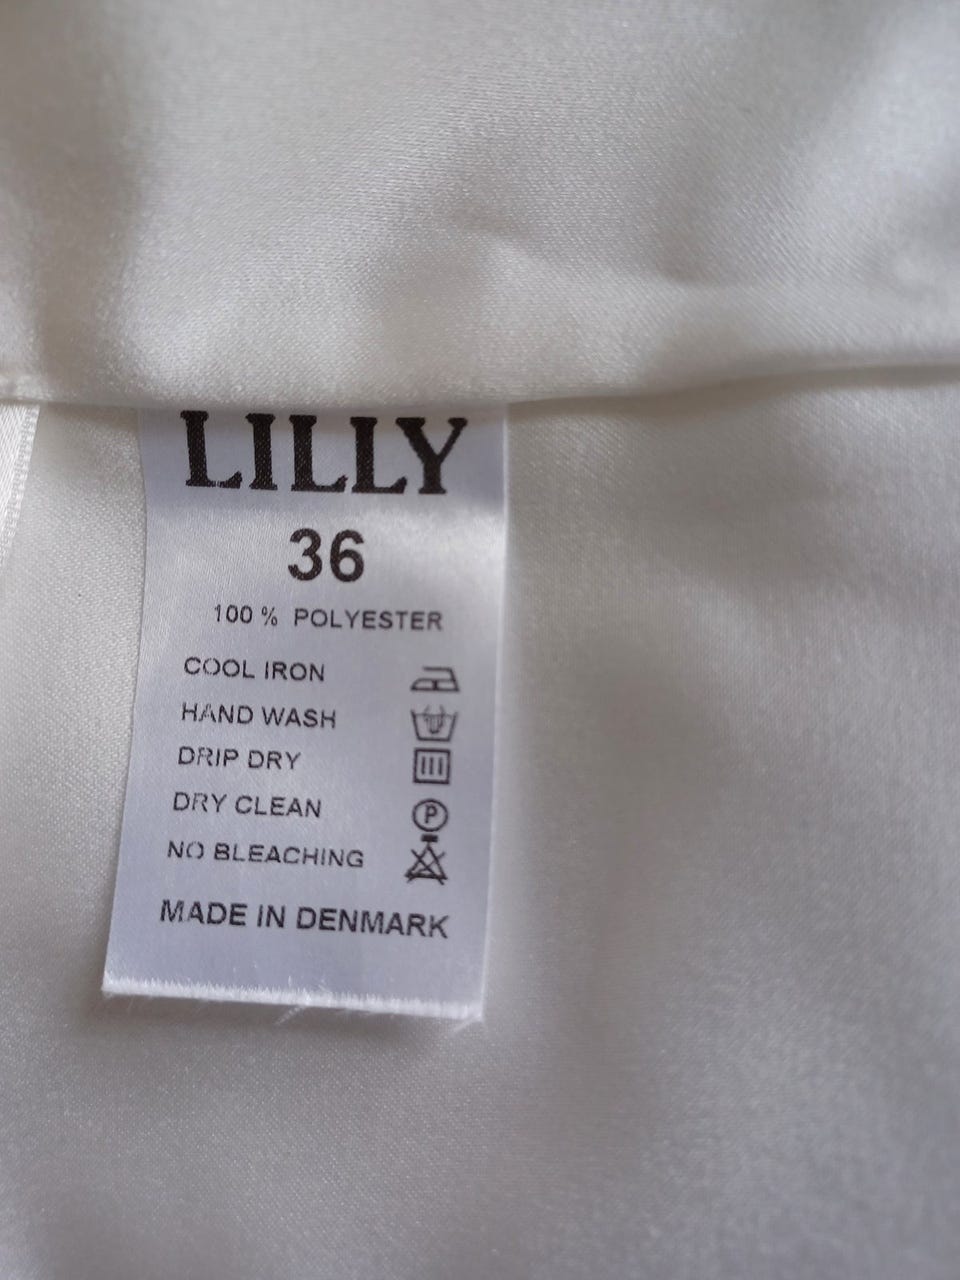 LILLY
36
100 % POLYESTER
COOL IRON
HAND WASH
DRIP DRY
DRY CLEAN P
NO BLEACHING
MADE IN DENMARK